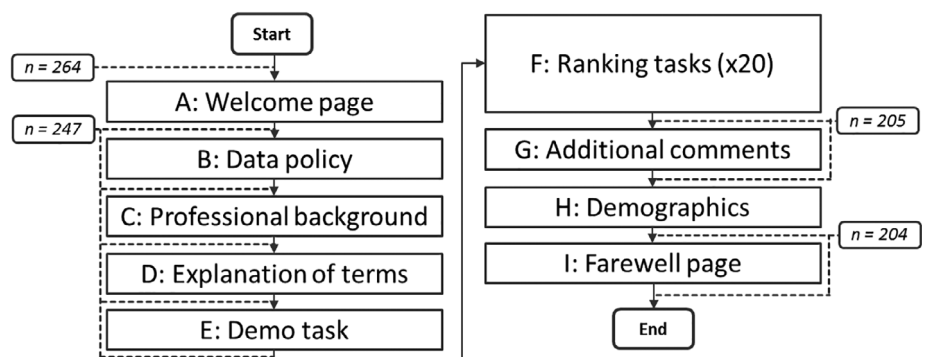 Start
n = 264
A: Welcome page
n = 247
B: Data policy
C: Professional background
D: Explanation of terms
E: Demo task
F: Ranking tasks (x20)
n = 205
G: Additional comments
H: Demographics
n = 204
I: Farewell page
End